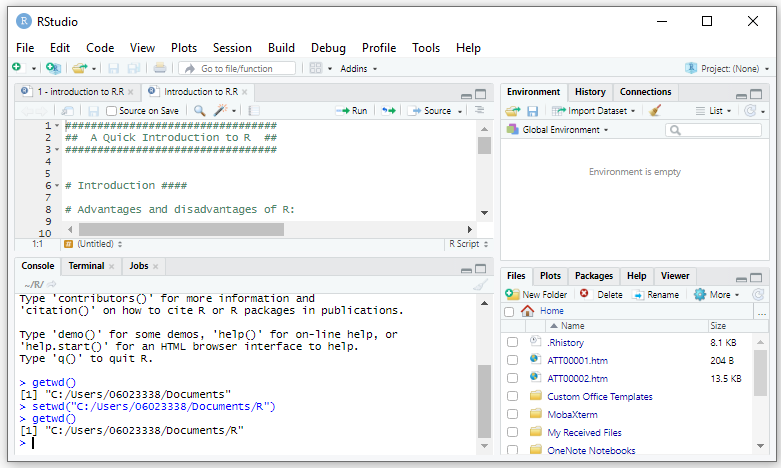 RStudio
File Edit Code View Plots Session Build Debug Profile Tools Help
Go to file/function Addins Project: (None)
1 - introduction to R.R Introduction to R.R
Source on Save Run Source
1 #################################
2 ##  A Quick Introduction to R  ##
3 #################################
4
5
6 # Introduction ####
7
8 # Advantages and disadvantages of R:
9
10
1:1 (Untitled) R Script
Console Terminal Jobs
~/R/
Type 'contributors()' for more information and
'citation()' on how to cite R or R packages in publications.
Type 'demo()' for some demos, 'help()' for on-line help, or
'help.start()' for an HTML browser interface to help.
Type 'q()' to quit R.
> getwd()
[1] "C:/Users/06023338/Documents"
> setwd("C:/Users/06023338/Documents/R")
> getwd()
[1] "C:/Users/06023338/Documents/R"
>
Environment History Connections
Import Dataset List
Global Environment
Environment is empty
Files Plots Packages Help Viewer
New Folder Delete Rename More
Home ...
Name Size
.Rhistory 8.1 KB
ATT00001.htm 204 B
ATT00002.htm 13.5 KB
Custom Office Templates
MobaXterm
My Received Files
OneNote Notebooks